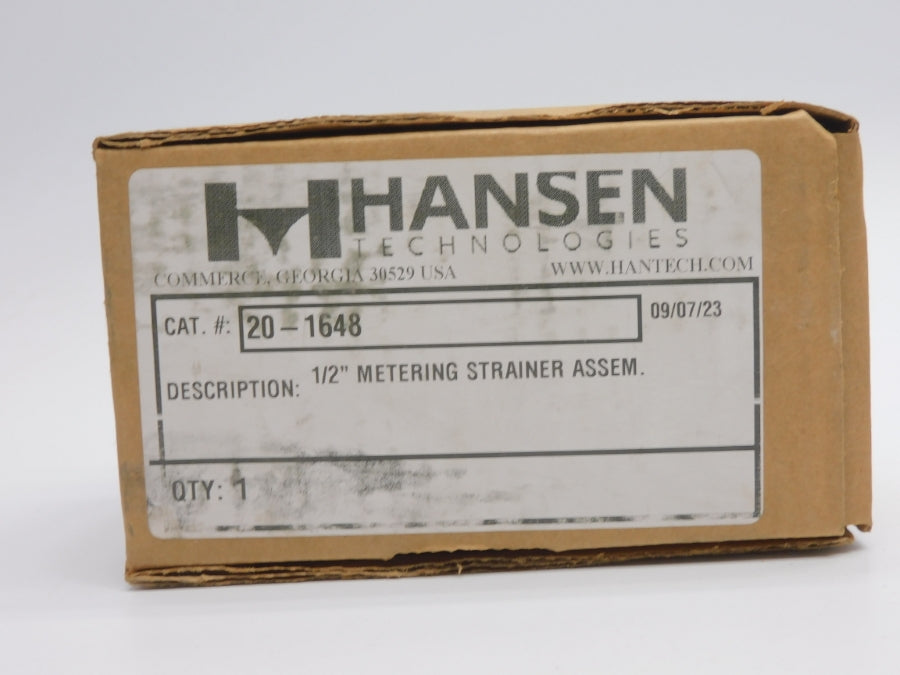 HANSEN
TECHNOLOGIES
COMMERCE, GEORGIA 30529 USA WWW.HANTECH.COM
CAT. #: 20-1648 09/07/23
DESCRIPTION: 1/2" METERING STRAINER ASSEM.
QTY: 1